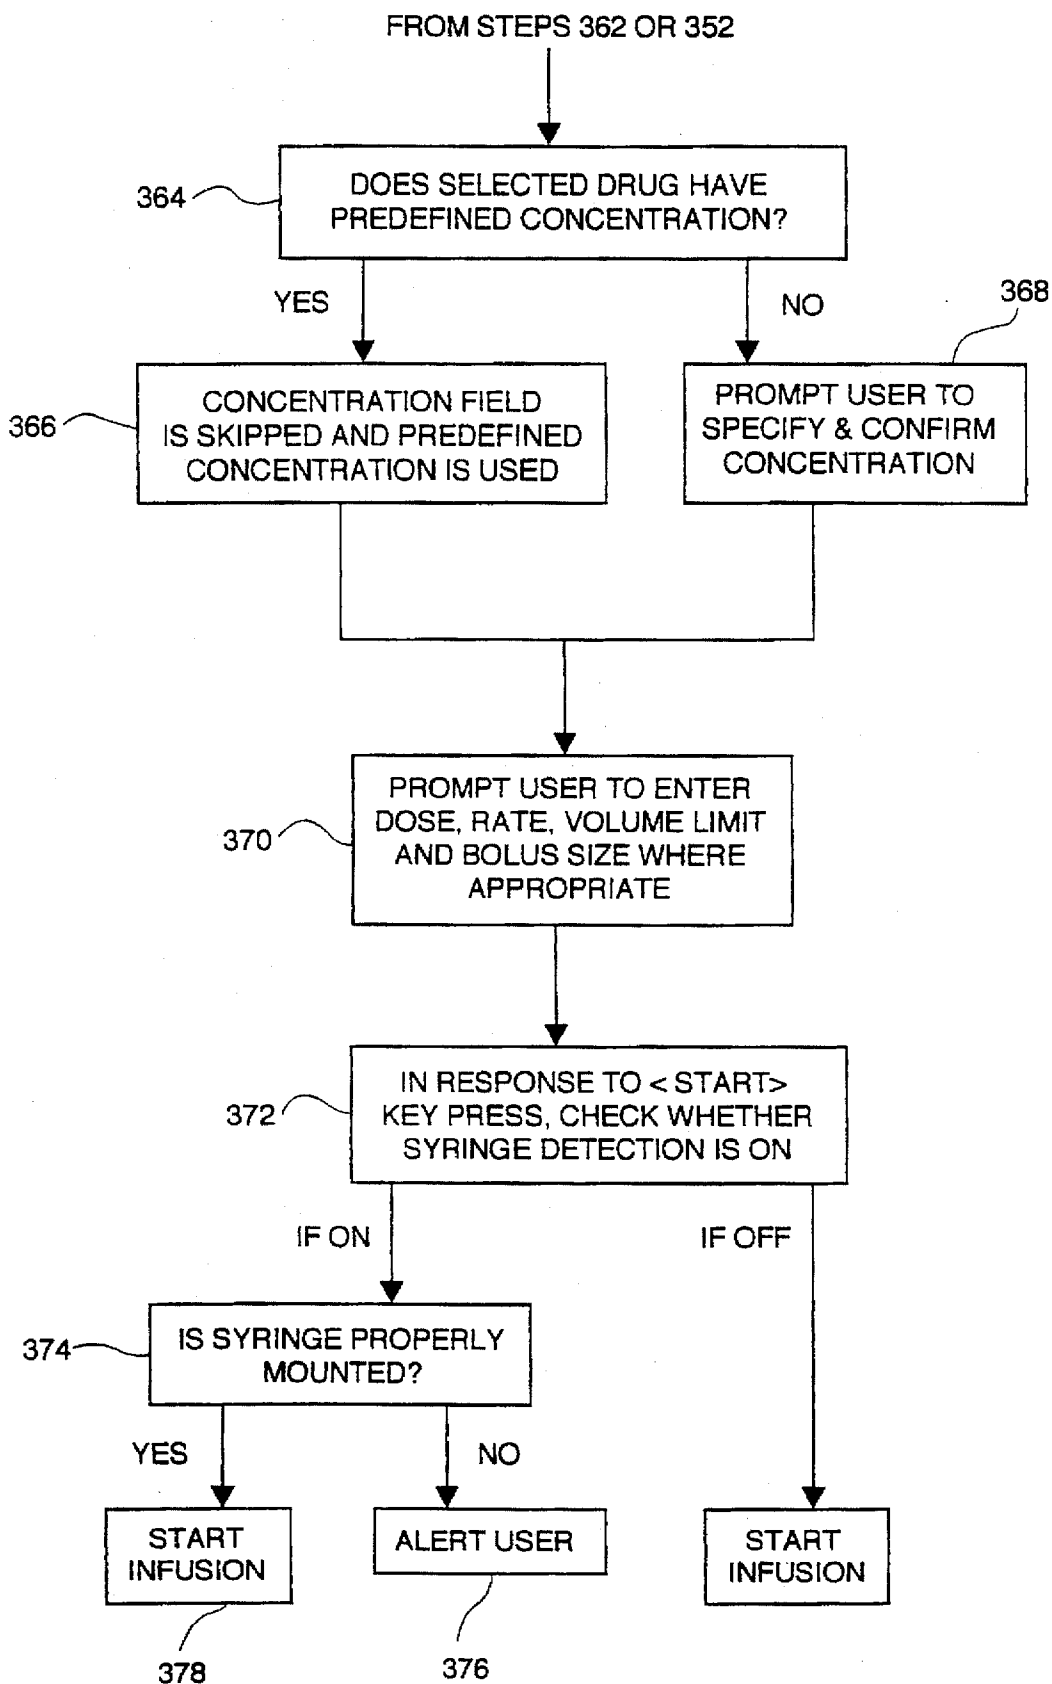 FROM STEPS 362 OR 352
364
DOES SELECTED DRUG HAVE
PREDEFINED CONCENTRATION?
YES
NO
368
366
CONCENTRATION FIELD
IS SKIPPED AND PREDEFINED
CONCENTRATION IS USED
PROMPT USER TO
SPECIFY & CONFIRM
CONCENTRATION
370
PROMPT USER TO ENTER
DOSE, RATE, VOLUME LIMIT
AND BOLUS SIZE WHERE
APPROPRIATE
372
IN RESPONSE TO < START>
KEY PRESS, CHECK WHETHER
SYRINGE DETECTION IS ON
IF ON
IF OFF
374
IS SYRINGE PROPERLY
MOUNTED?
YES
NO
START
INFUSION
ALERT USER
START
INFUSION
378
376